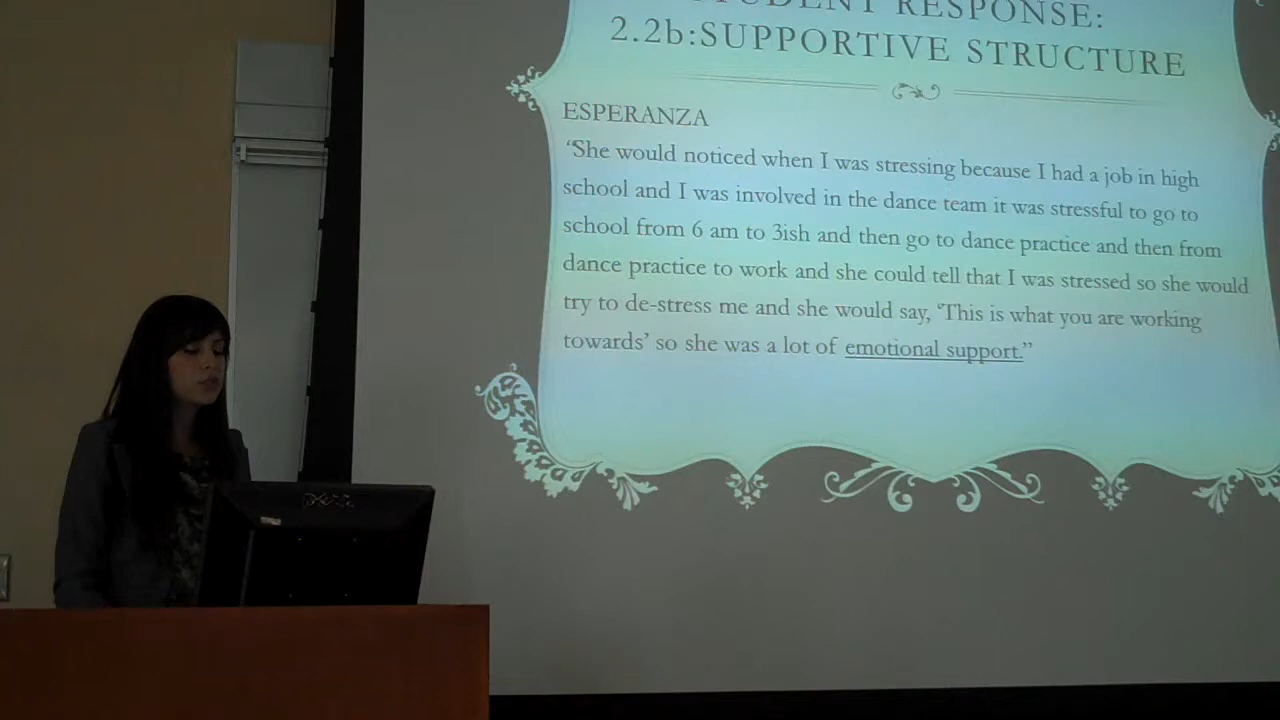 STUDENT RESPONSE:
2.2b:SUPPORTIVE STRUCTURE
ESPERANZA
“She would noticed when I was stressing because I had a job in high
school and I was involved in the dance team it was stressful to go to
school from 6 am to 3ish and then go to dance practice and then from
dance practice to work and she could tell that I was stressed so she would
try to de-stress me and she would say, ‘This is what you are working
towards’ so she was a lot of emotional support.”